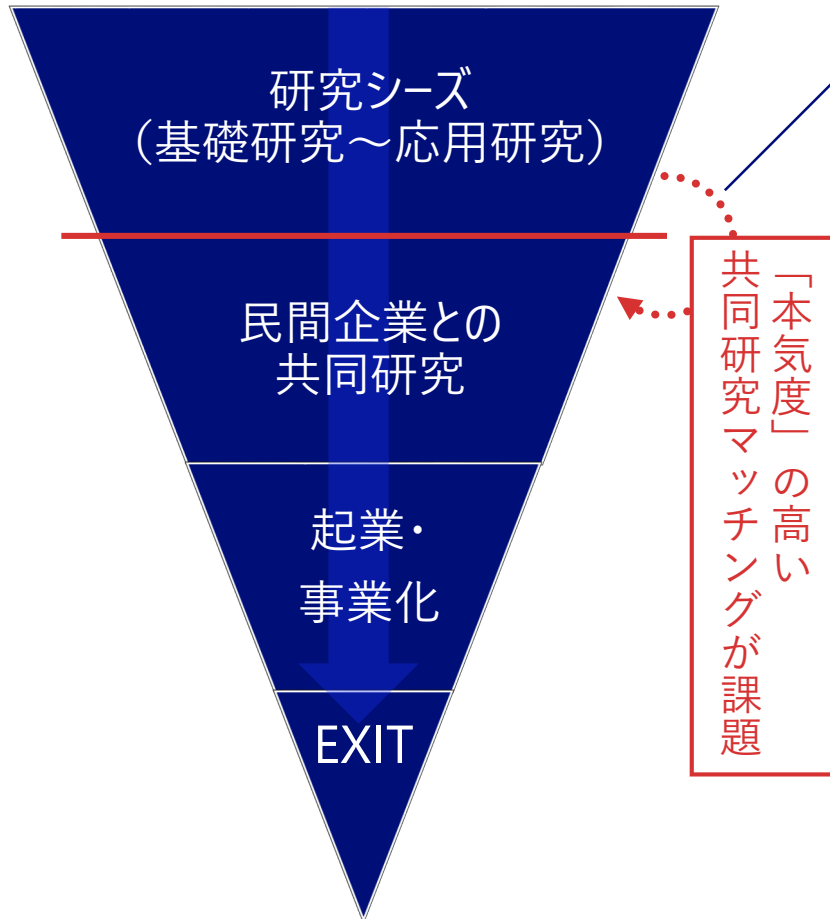 研究シーズ
（基礎研究～応用研究）
民間企業との
共同研究
起業・
事業化
EXIT
「本気度」の高い
共同研究マッチングが課題